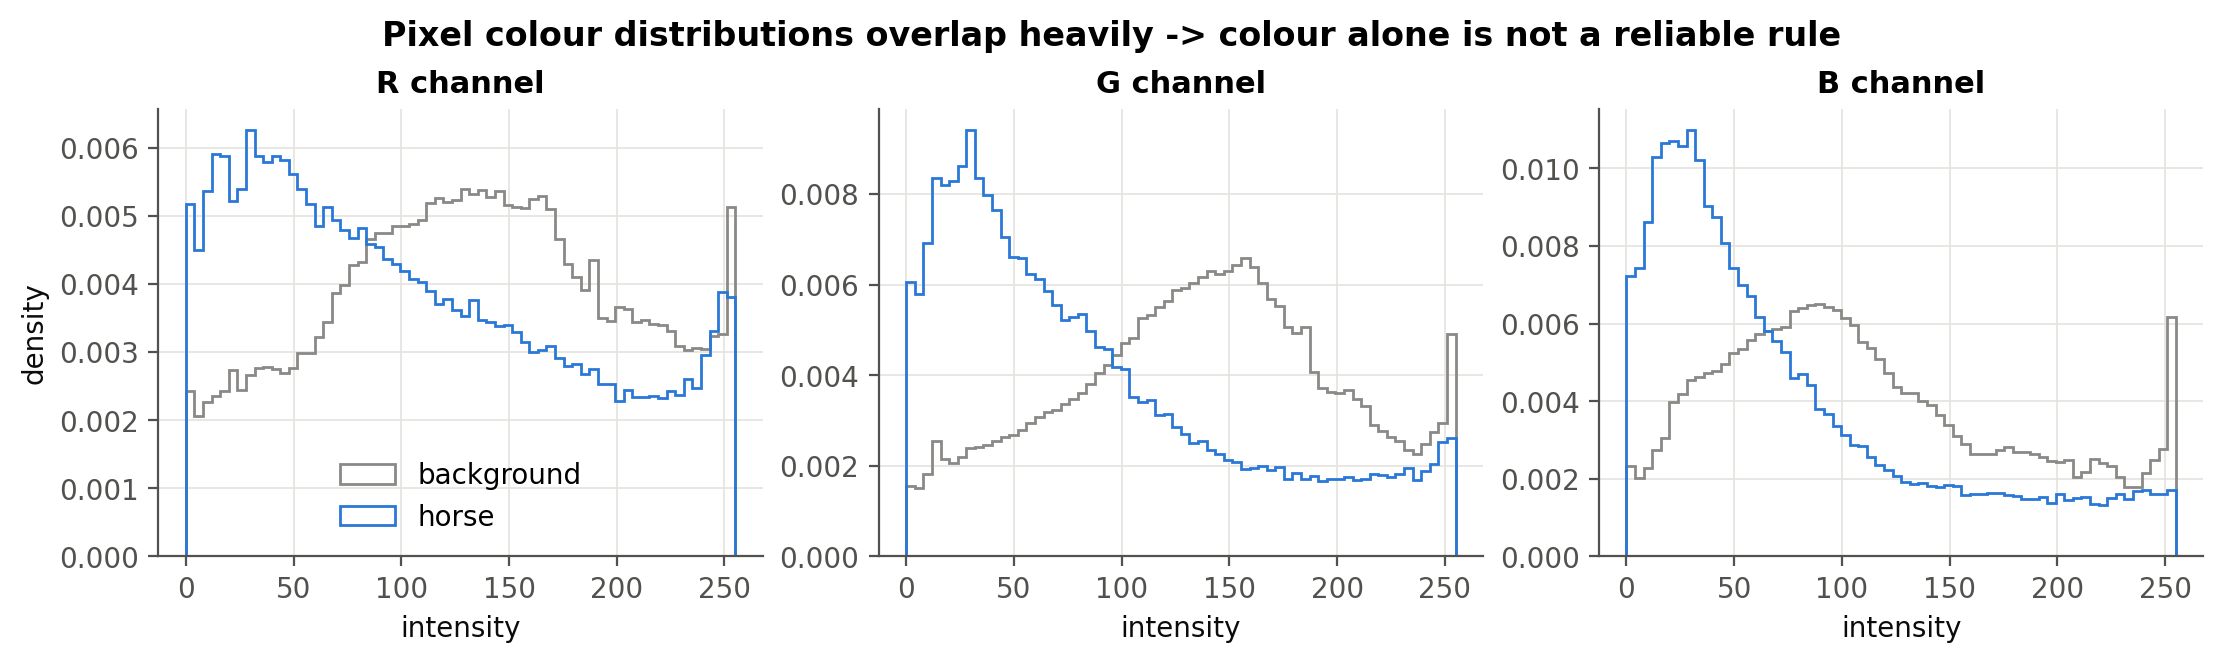 Pixel colour distributions overlap heavily -> colour alone is not a reliable rule
R channel
G channel
B channel
density
0.006
0.005
0.004
0.003
0.002
0.001
0.000
background
horse
0 50 100 150 200 250
intensity
0.008
0.006
0.004
0.002
0.000
0 50 100 150 200 250
intensity
0.010
0.008
0.006
0.004
0.002
0.000
0 50 100 150 200 250
intensity